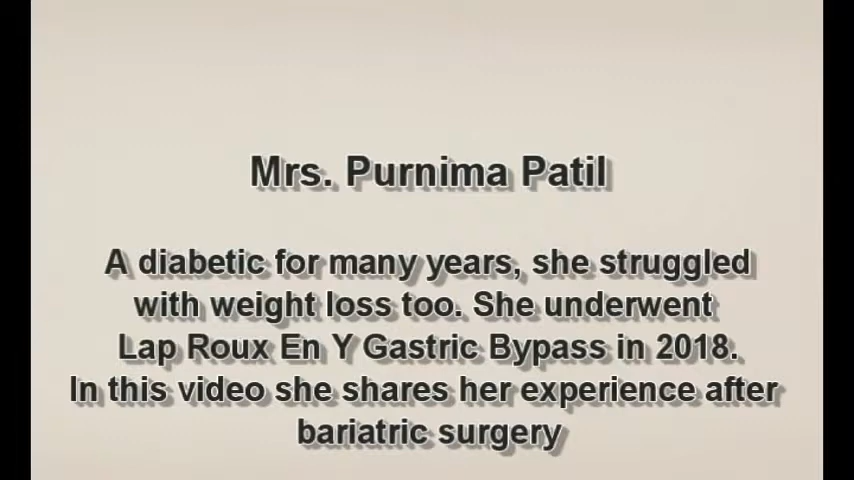 Mrs. Purnima Patil
A diabetic for many years, she struggled
with weight loss too. She underwent
Lap Roux En Y Gastric Bypass in 2018.
In this video she shares her experience after
bariatric surgery